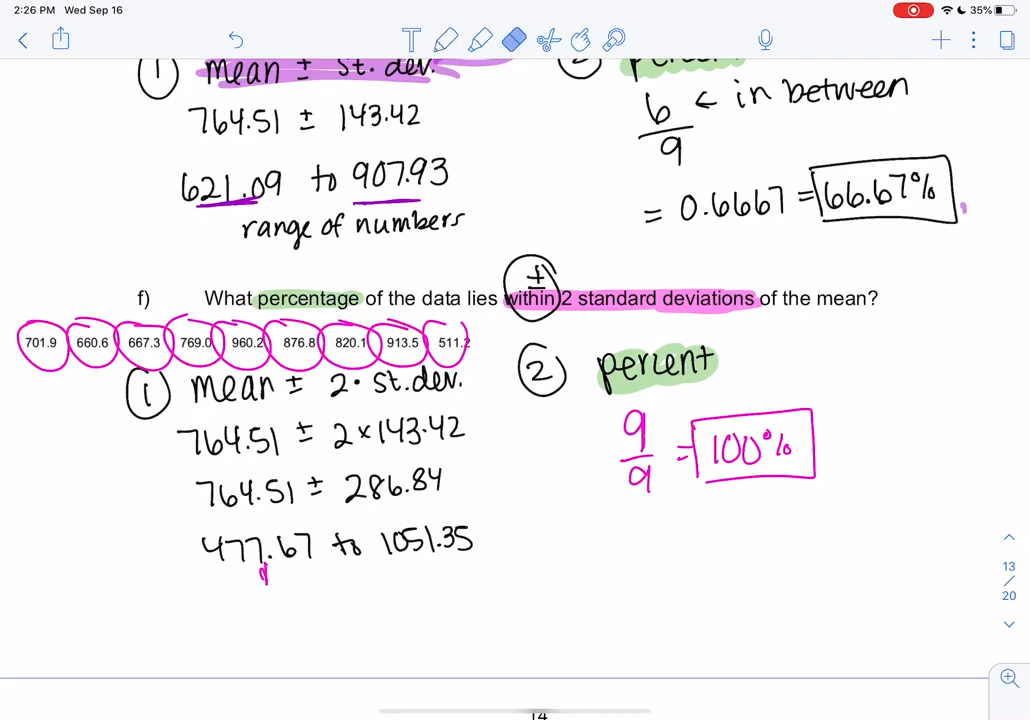 2:26 PM Wed Sep 16
35%
T
① mean ± st. dev.
764.51 ± 143.42
621.09 to 907.93
range of numbers
② percent
6 ← in between
9
= 0.6667 = 66.67%
±
f) What percentage of the data lies within 2 standard deviations of the mean?
701.9 660.6 667.3 769.0 960.2 876.8 820.1 913.5 511.2
① mean ± 2 · st. dev.
764.51 ± 2 × 143.42
764.51 ± 286.84
477.67 to 1051.35
② percent
9
9
= 100%
13
/
20
14